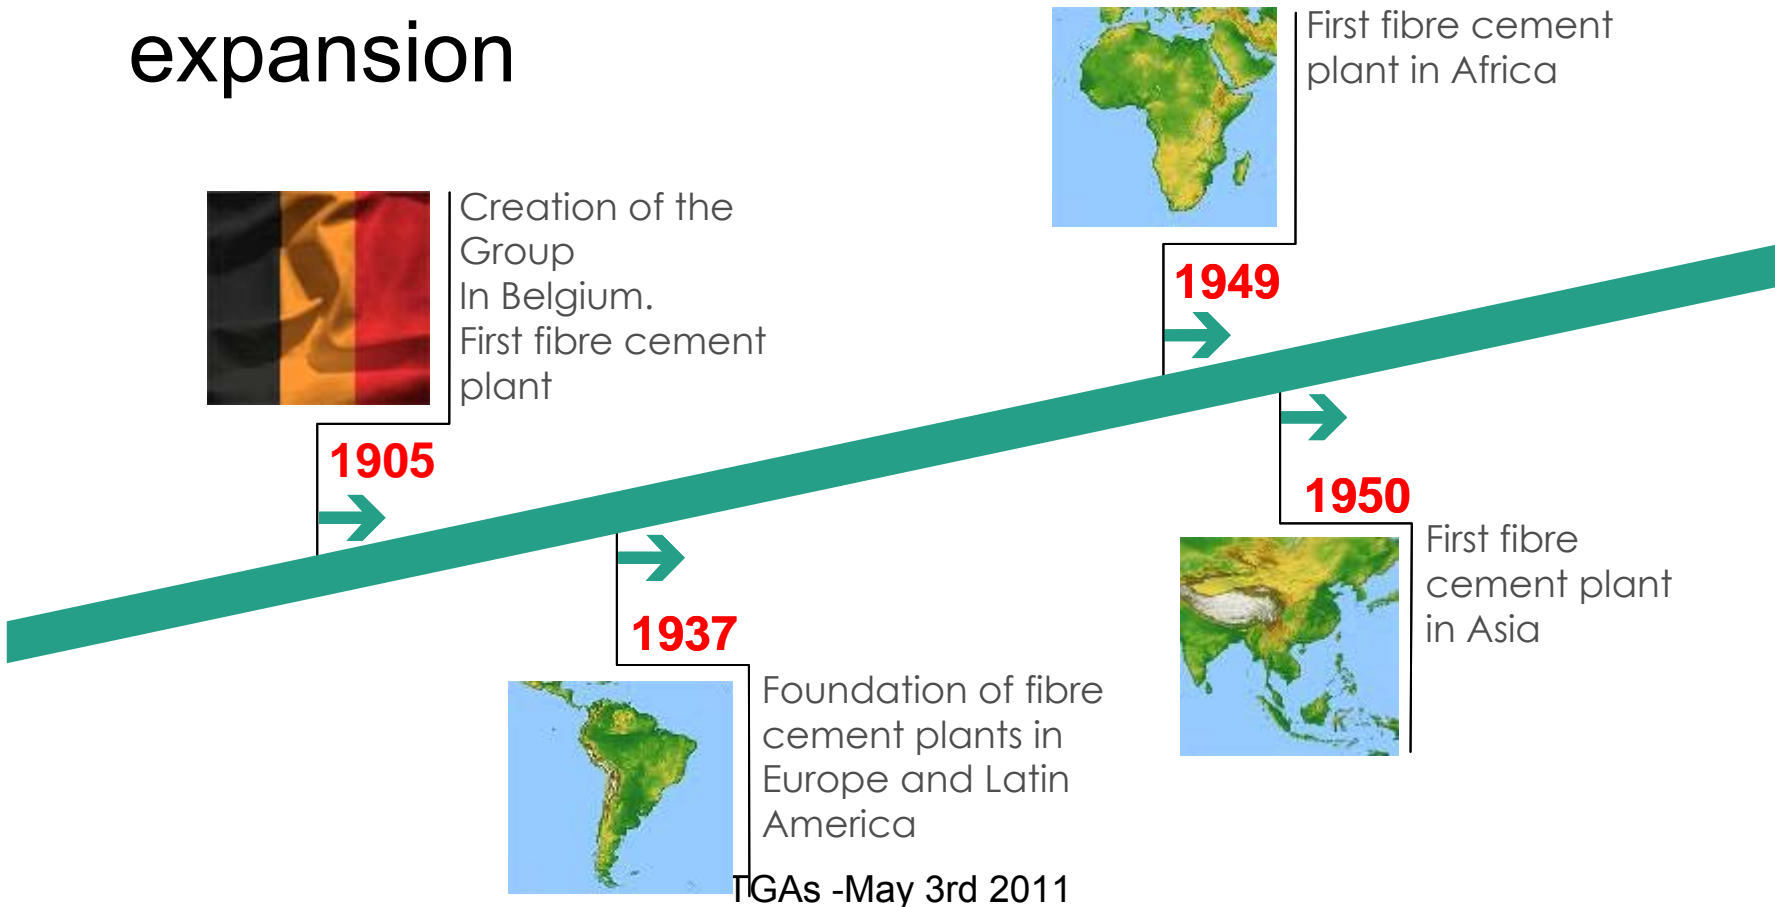 expansion
First fibre cement
plant in Africa
Creation of the
Group
In Belgium.
First fibre cement
plant
1949
1905
1950
First fibre
cement plant
in Asia
1937
Foundation of fibre
cement plants in
Europe and Latin
America
TGAs -May 3rd 2011